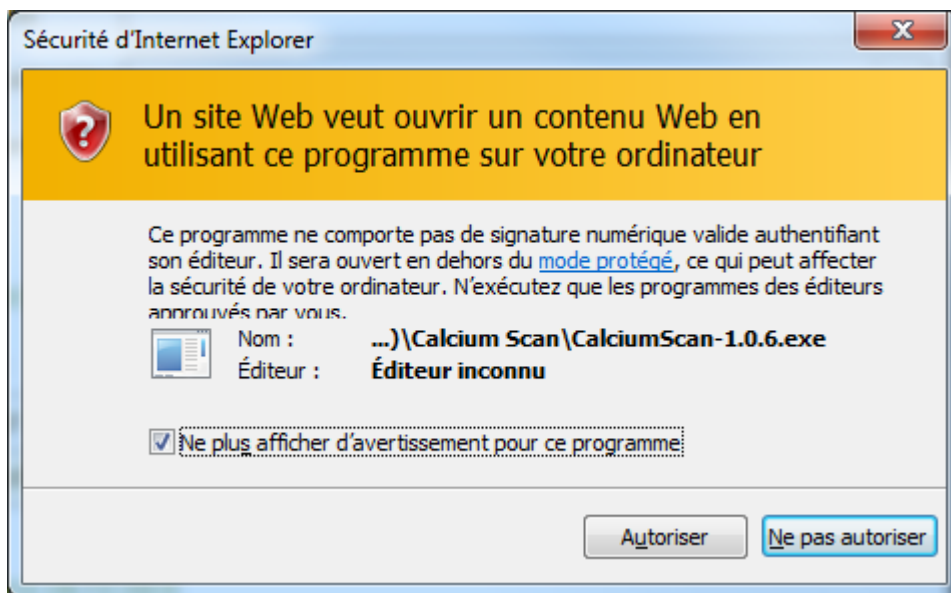 Sécurité d'Internet Explorer
Un site Web veut ouvrir un contenu Web en
utilisant ce programme sur votre ordinateur
Ce programme ne comporte pas de signature numérique valide authentifiant
son éditeur. Il sera ouvert en dehors du mode protégé, ce qui peut affecter
la sécurité de votre ordinateur. N'exécutez que les programmes des éditeurs
approuvés par vous.
Nom : ...)\Calcium Scan\CalciumScan-1.0.6.exe
Éditeur : Éditeur inconnu
Ne plus afficher d'avertissement pour ce programme
Autoriser Ne pas autoriser